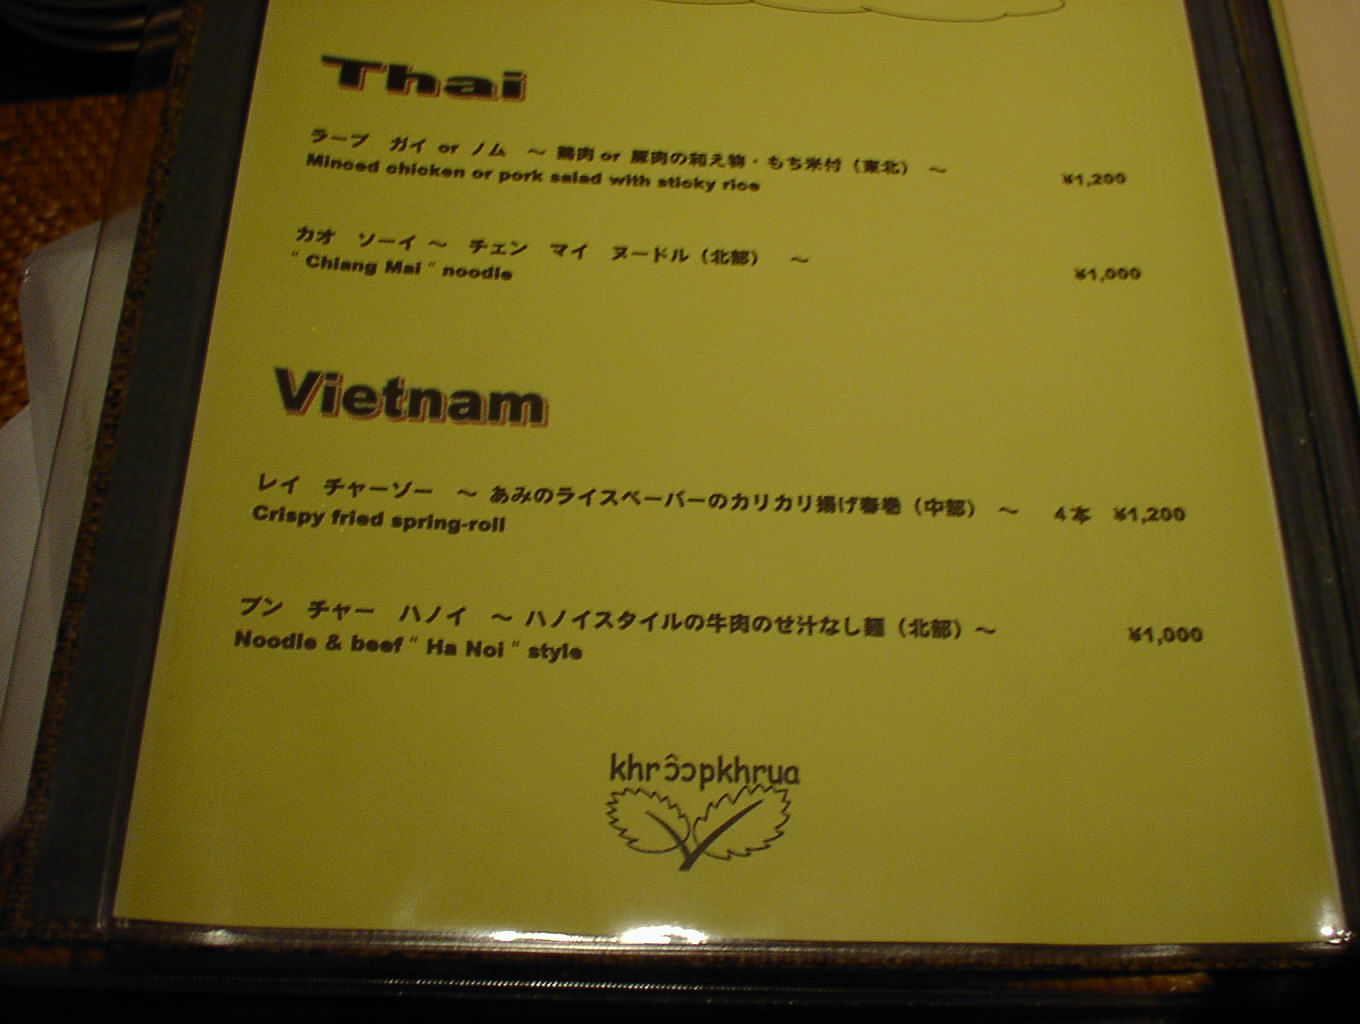 Thai
ラープ ガイ or ノム ～ 鶏肉 or 豚肉の和え物・もち米付（東北） ～
Minced chicken or pork salad with sticky rice ¥1,200
カオ ソーイ ～ チェン マイ ヌードル（北部） ～
" Chiang Mai " noodle ¥1,000
Vietnam
レイ チャーゾー ～ あみのライスペーパーのカリカリ揚げ春巻（中部） ～ 4本 ¥1,200
Crispy fried spring-roll
ブン チャー ハノイ ～ ハノイスタイルの牛肉のせ汁なし麺（北部）～ ¥1,000
Noodle & beef " Ha Noi " style
khrɔ̂ɔpkhrua